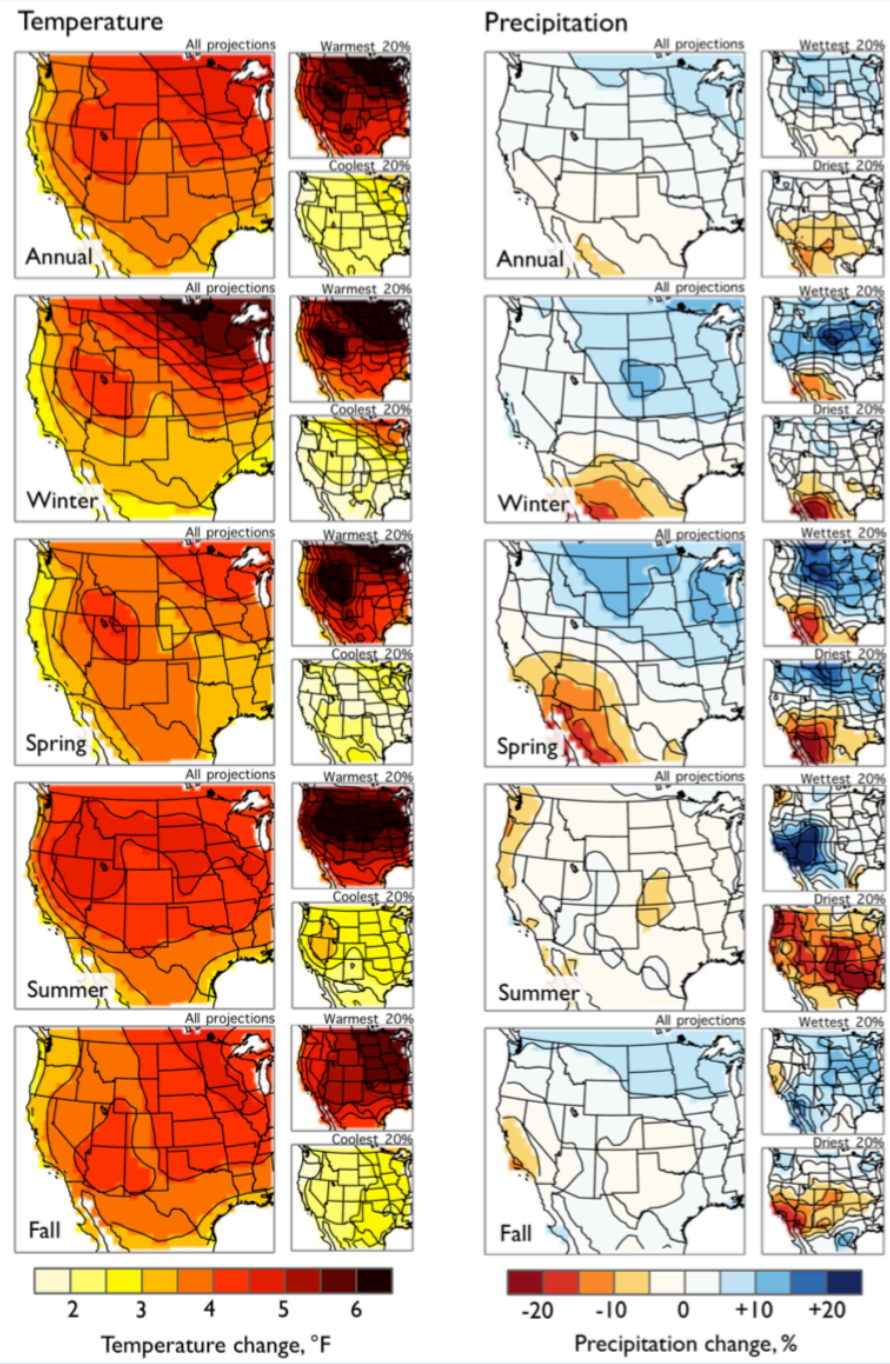 Temperature
Precipitation
All projections
Warmest 20%
All projections
Wettest 20%
Coolest 20%
Driest 20%
Annual
Annual
All projections
Warmest 20%
All projections
Wettest 20%
Coolest 20%
Driest 20%
Winter
Winter
All projections
Warmest 20%
All projections
Wettest 20%
Coolest 20%
Driest 20%
Spring
Spring
All projections
Warmest 20%
All projections
Wettest 20%
Coolest 20%
Driest 20%
Summer
Summer
All projections
Warmest 20%
All projections
Wettest 20%
Coolest 20%
Driest 20%
Fall
Fall
2 3 4 5 6
-20 -10 0 +10 +20
Temperature change, °F
Precipitation change, %